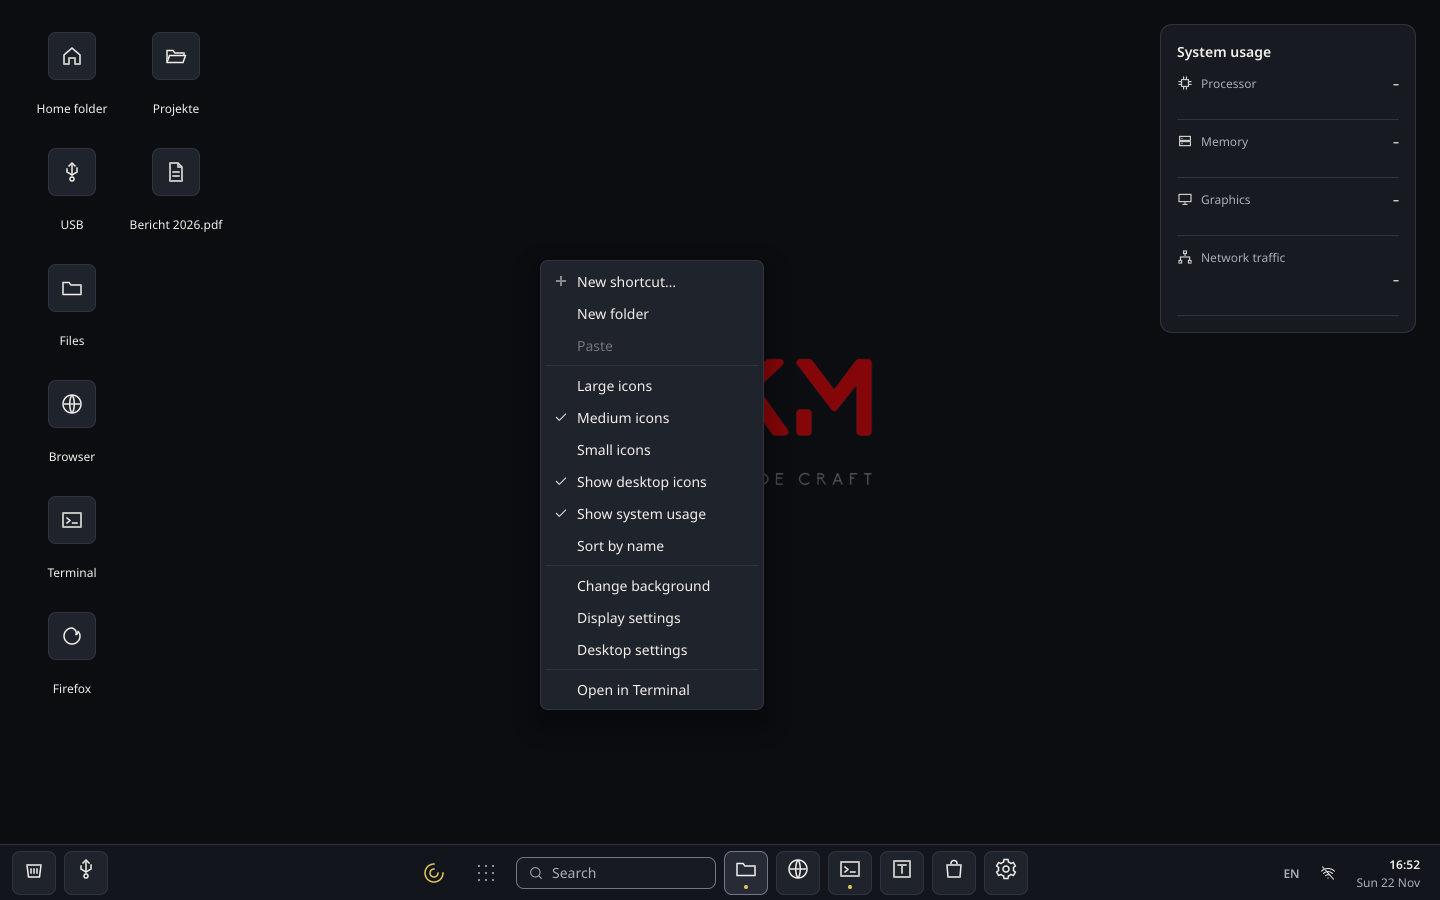 Home folder
Projekte
USB
Bericht 2026.pdf
Files
Browser
Terminal
Firefox
New shortcut...
New folder
Paste
Large icons
Medium icons
Small icons
Show desktop icons
Show system usage
Sort by name
Change background
Display settings
Desktop settings
Open in Terminal
CRAFT
System usage
Processor –
Memory –
Graphics –
Network traffic
–
Search
EN
16:52
Sun 22 Nov